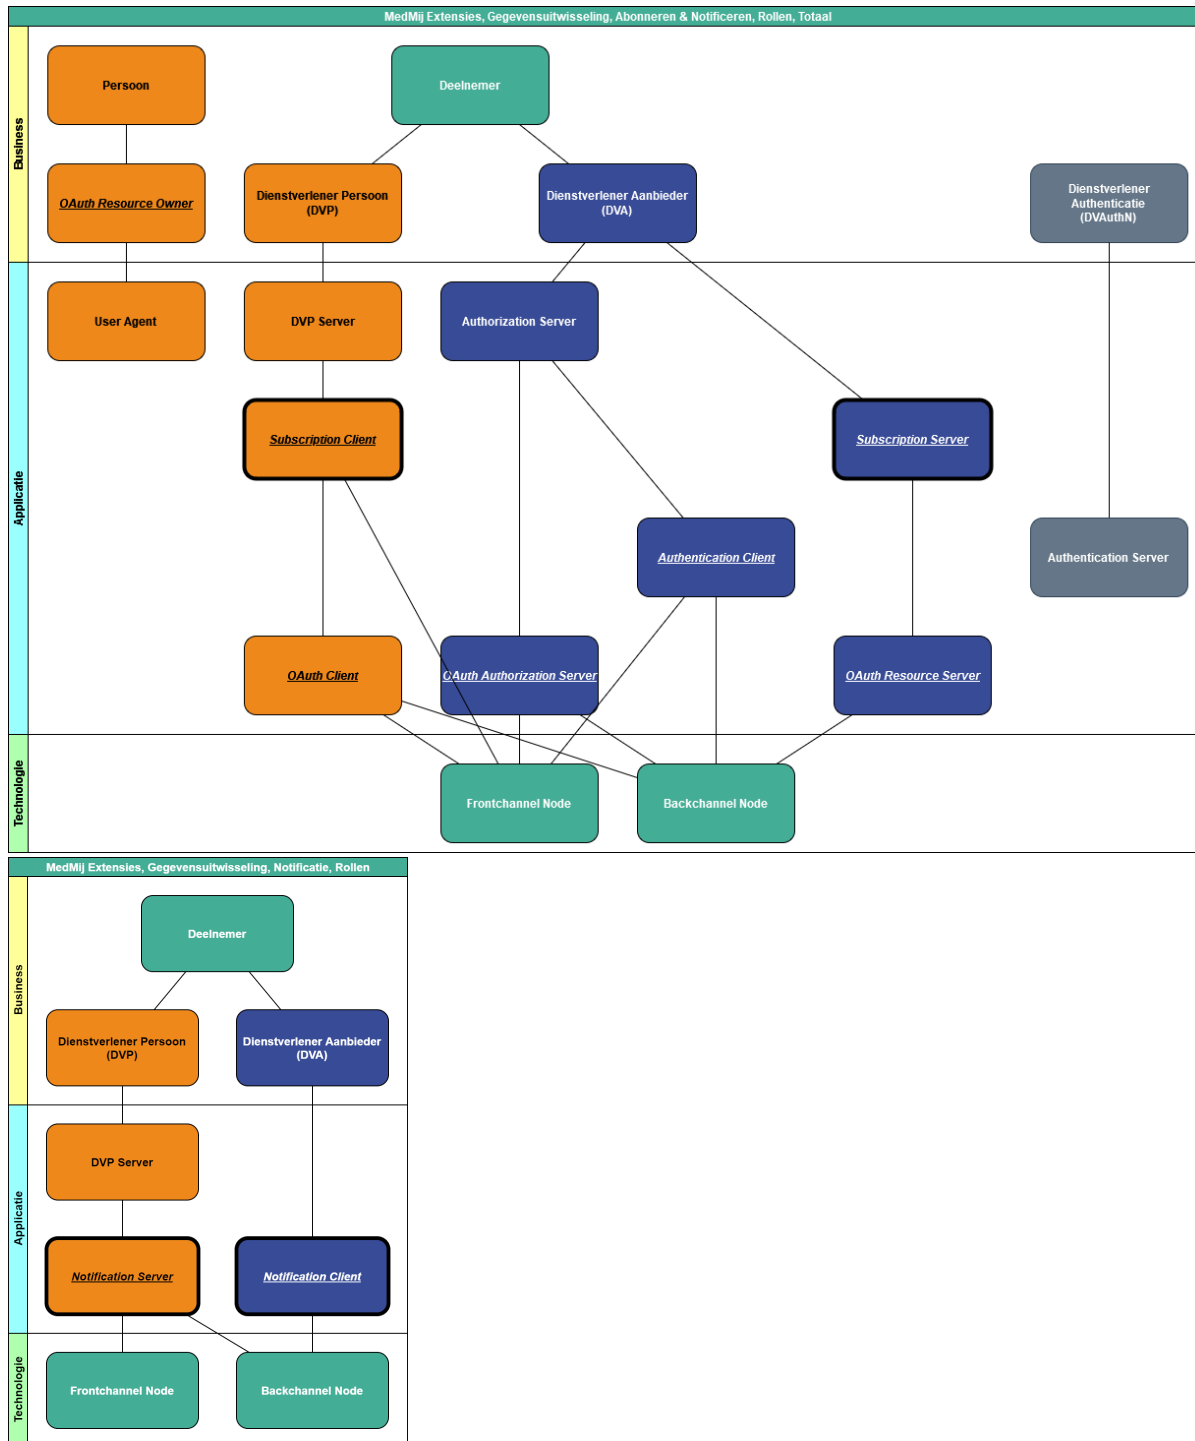 MedMij Extensies, Gegevensuitwisseling, Abonneren & Notificeren, Rollen, Totaal
Business
Persoon
Deelnemer
OAuth Resource Owner
Dienstverlener Persoon
(DVP)
Dienstverlener Aanbieder
(DVA)
Dienstverlener
Authenticatie
(DVAuthN)
Applicatie
User Agent
DVP Server
Authorization Server
Subscription Client
Subscription Server
Authentication Client
Authentication Server
OAuth Client
OAuth Authorization Server
OAuth Resource Server
Technologie
Frontchannel Node
Backchannel Node
MedMij Extensies, Gegevensuitwisseling, Notificatie, Rollen
Business
Deelnemer
Dienstverlener Persoon
(DVP)
Dienstverlener Aanbieder
(DVA)
Applicatie
DVP Server
Notification Server
Notification Client
Technologie
Frontchannel Node
Backchannel Node